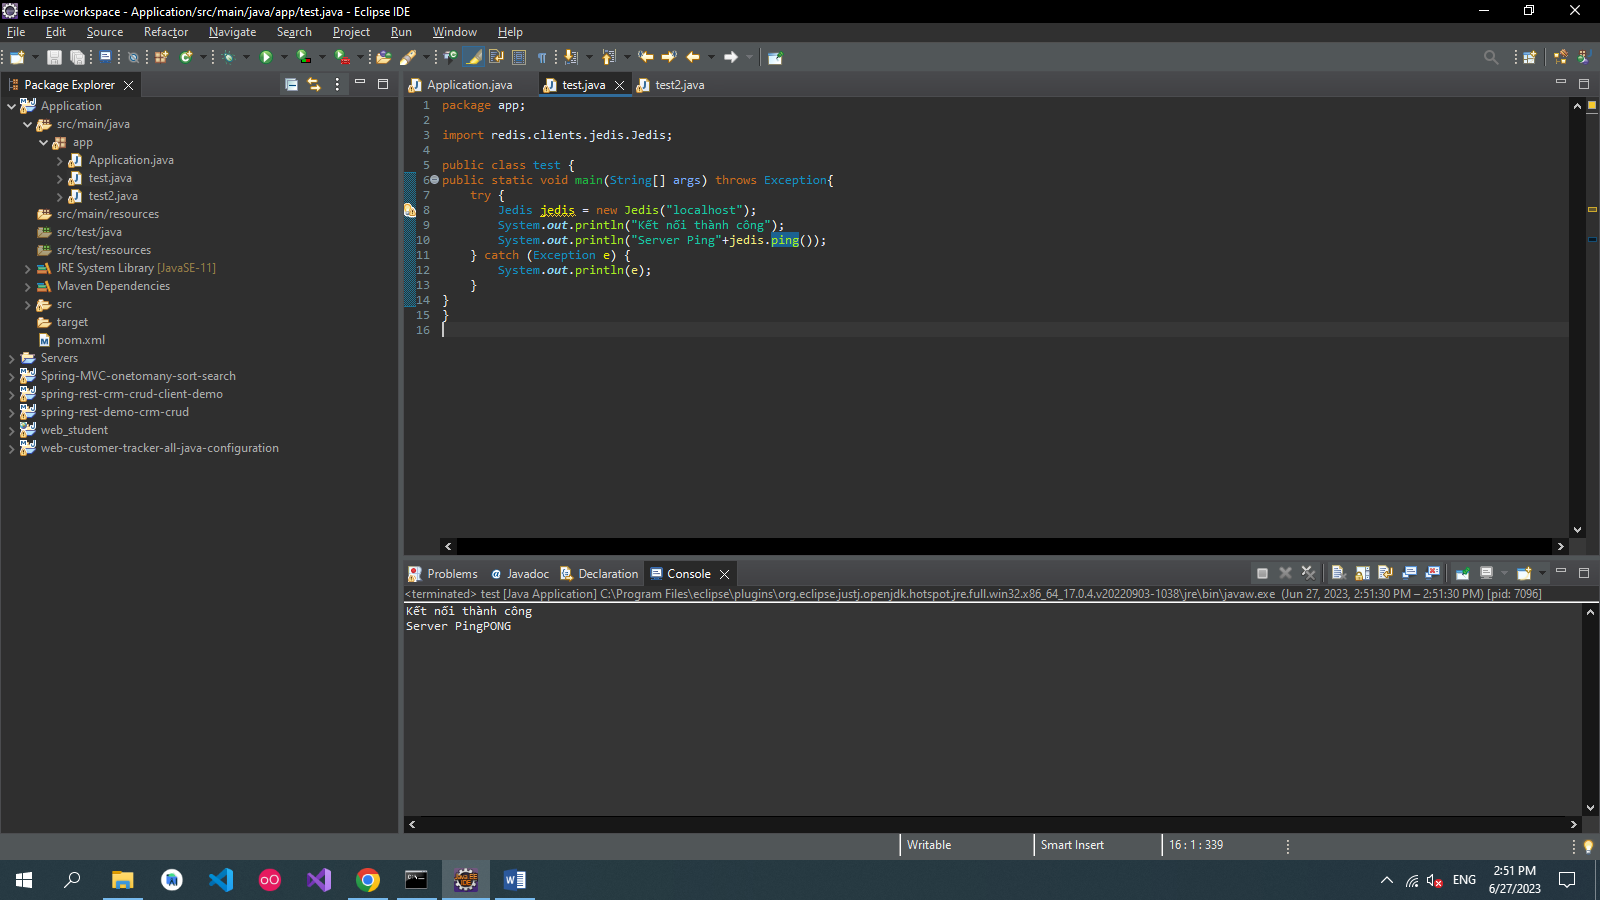 eclipse-workspace - Application/src/main/java/app/test.java - Eclipse IDE
File Edit Source Refactor Navigate Search Project Run Window Help
Package Explorer
Application
src/main/java
app
Application.java
test.java
test2.java
src/main/resources
src/test/java
src/test/resources
JRE System Library [JavaSE-11]
Maven Dependencies
src
target
pom.xml
Servers
Spring-MVC-onetomany-sort-search
spring-rest-crm-crud-client-demo
spring-rest-demo-crm-crud
web_student
web-customer-tracker-all-java-configuration
Application.java test.java test2.java
1 package app;
2
3 import redis.clients.jedis.Jedis;
4
5 public class test {
6 public static void main(String[] args) throws Exception{
7 try {
8 Jedis jedis = new Jedis("localhost");
9 System.out.println("Kết nối thành công");
10 System.out.println("Server Ping"+jedis.ping());
11 } catch (Exception e) {
12 System.out.println(e);
13 }
14 }
15 }
16
Problems @ Javadoc Declaration Console
<terminated> test [Java Application] C:\Program Files\eclipse\plugins\org.eclipse.justj.openjdk.hotspot.jre.full.win32.x86_64_17.0.4.v20220903-1038\jre\bin\javaw.exe (Jun 27, 2023, 2:51:30 PM – 2:51:30 PM) [pid: 7096]
Kết nối thành công
Server PingPONG
Writable Smart Insert 16 : 1 : 339
ENG
2:51 PM
6/27/2023